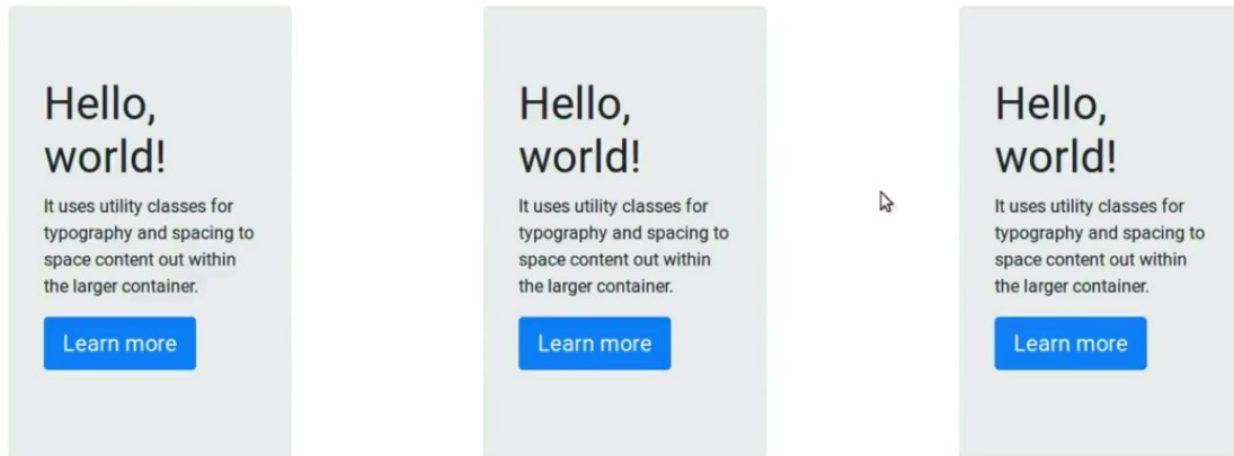 Hello,
world!
It uses utility classes for
typography and spacing to
space content out within
the larger container.
Learn more
Hello,
world!
It uses utility classes for
typography and spacing to
space content out within
the larger container.
Learn more
Hello,
world!
It uses utility classes for
typography and spacing to
space content out within
the larger container.
Learn more